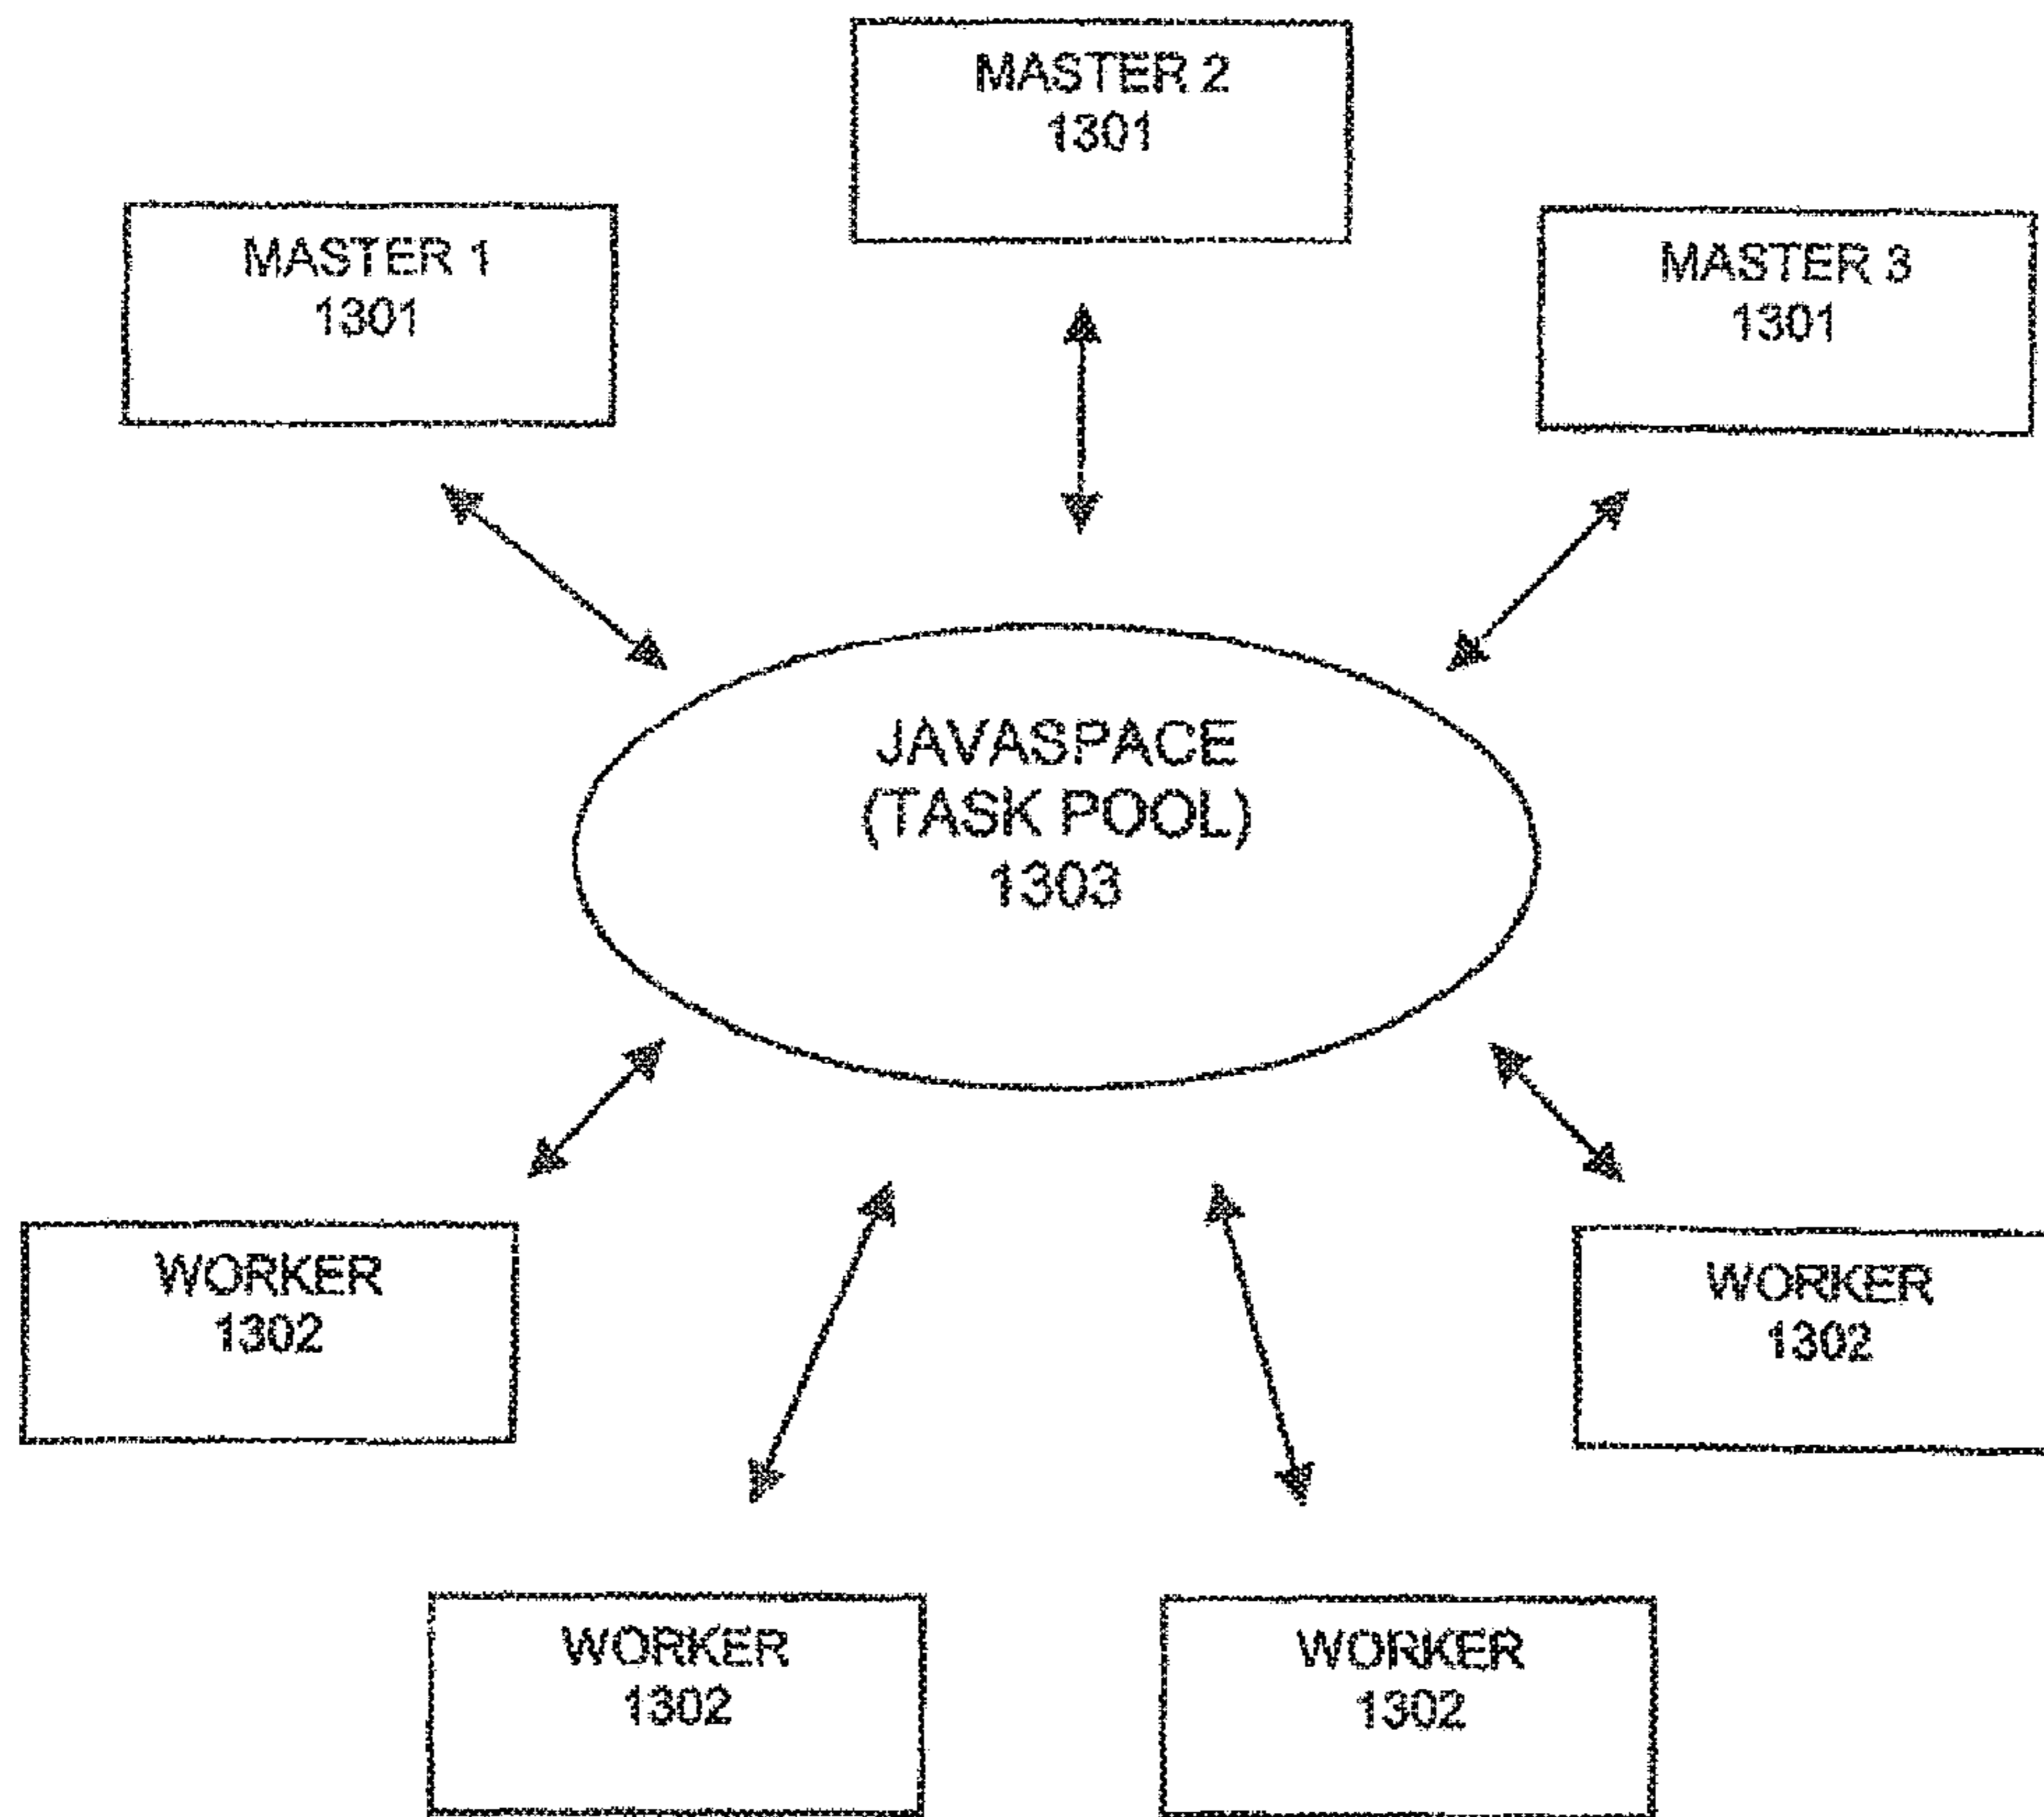 MASTER 2
1301
MASTER 1
1301
MASTER 3
1301
JAVASPACE
(TASK POOL)
1303
WORKER
1302
WORKER
1302
WORKER
1302
WORKER
1302